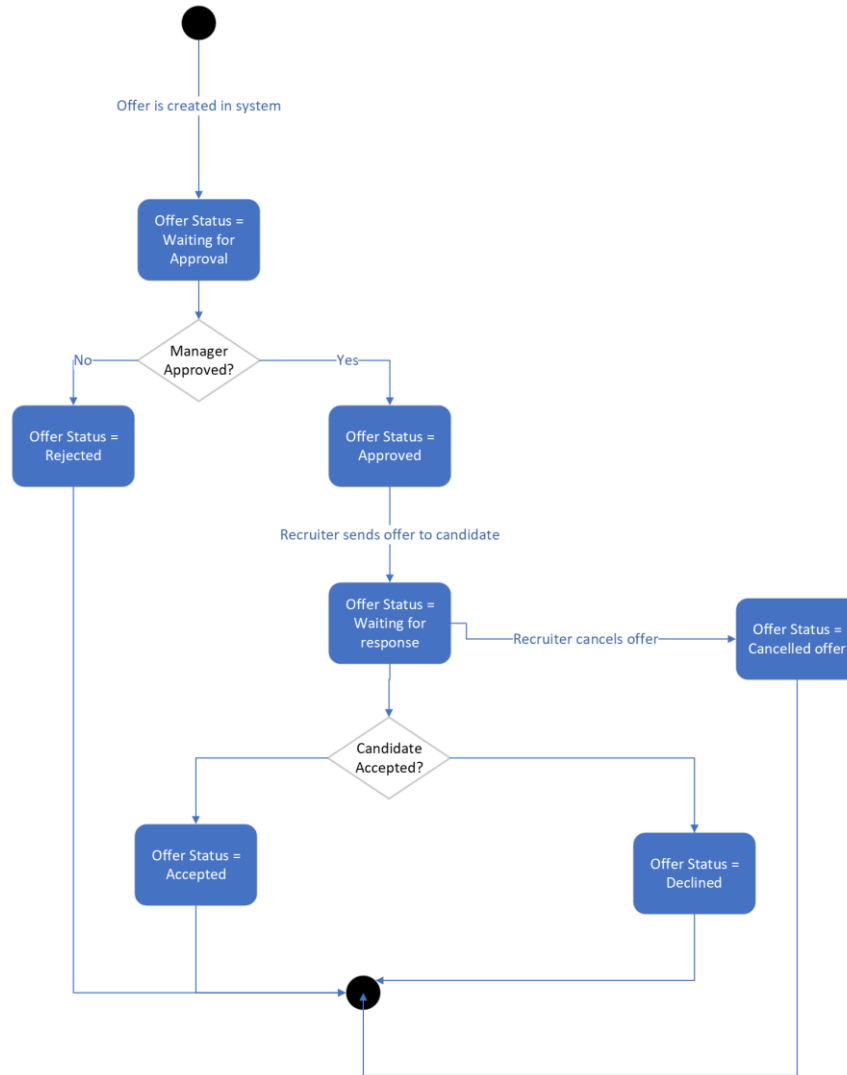 Offer is created in system
Offer Status =
Waiting for
Approval
Manager
Approved?
No
Yes
Offer Status =
Rejected
Offer Status =
Approved
Recruiter sends offer to candidate
Offer Status =
Waiting for
response
Recruiter cancels offer
Offer Status =
Cancelled offer
Candidate
Accepted?
Offer Status =
Accepted
Offer Status =
Declined